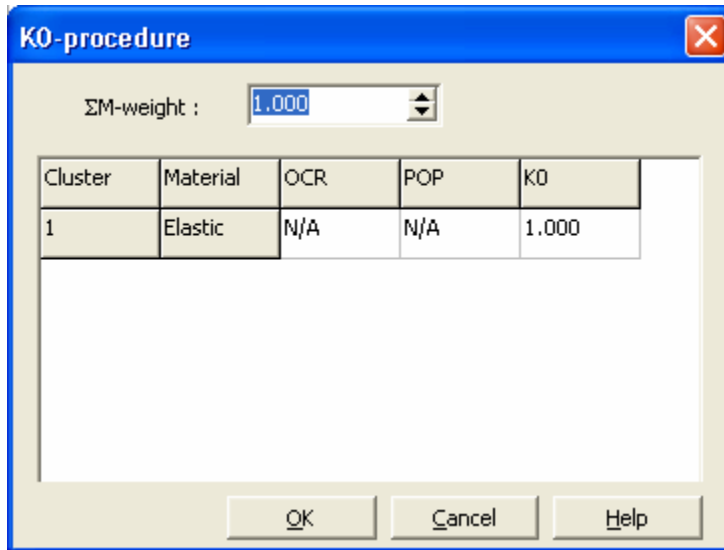 K0-procedure
ΣM-weight : 1.000
Cluster Material OCR POP K0
1 Elastic N/A N/A 1.000
OK Cancel Help